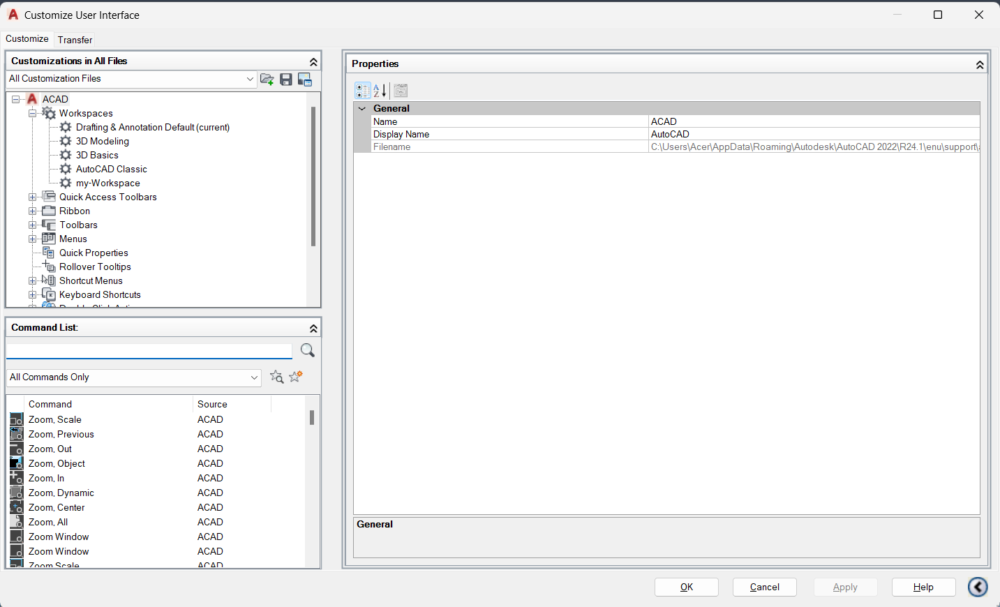 Customize User Interface
Customize Transfer
Customizations in All Files
All Customization Files
ACAD
Workspaces
Drafting & Annotation Default (current)
3D Modeling
3D Basics
AutoCAD Classic
my-Workspace
Quick Access Toolbars
Ribbon
Toolbars
Menus
Quick Properties
Rollover Tooltips
Shortcut Menus
Keyboard Shortcuts
Command List:
All Commands Only
Command Source
Zoom, Scale ACAD
Zoom, Previous ACAD
Zoom, Out ACAD
Zoom, Object ACAD
Zoom, In ACAD
Zoom, Dynamic ACAD
Zoom, Center ACAD
Zoom, All ACAD
Zoom Window ACAD
Zoom Window ACAD
Zoom Scale ACAD
Properties
General
Name ACAD
Display Name AutoCAD
Filename C:\Users\Acer\AppData\Roaming\Autodesk\AutoCAD 2022\R24.1\enu\support\
General
OK Cancel Apply Help